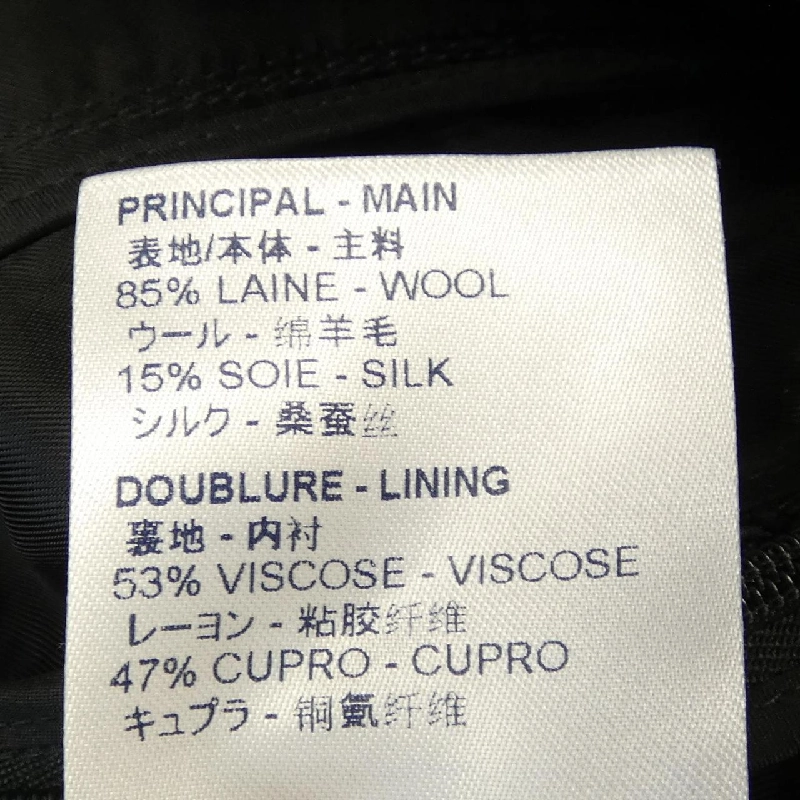 PRINCIPAL - MAIN
表地/本体 - 主料
85% LAINE - WOOL
ウール - 绵羊毛
15% SOIE - SILK
シルク - 桑蚕丝
DOUBLURE - LINING
裏地 - 内衬
53% VISCOSE - VISCOSE
レーヨン - 粘胶纤维
47% CUPRO - CUPRO
キュプラ - 铜氨纤维